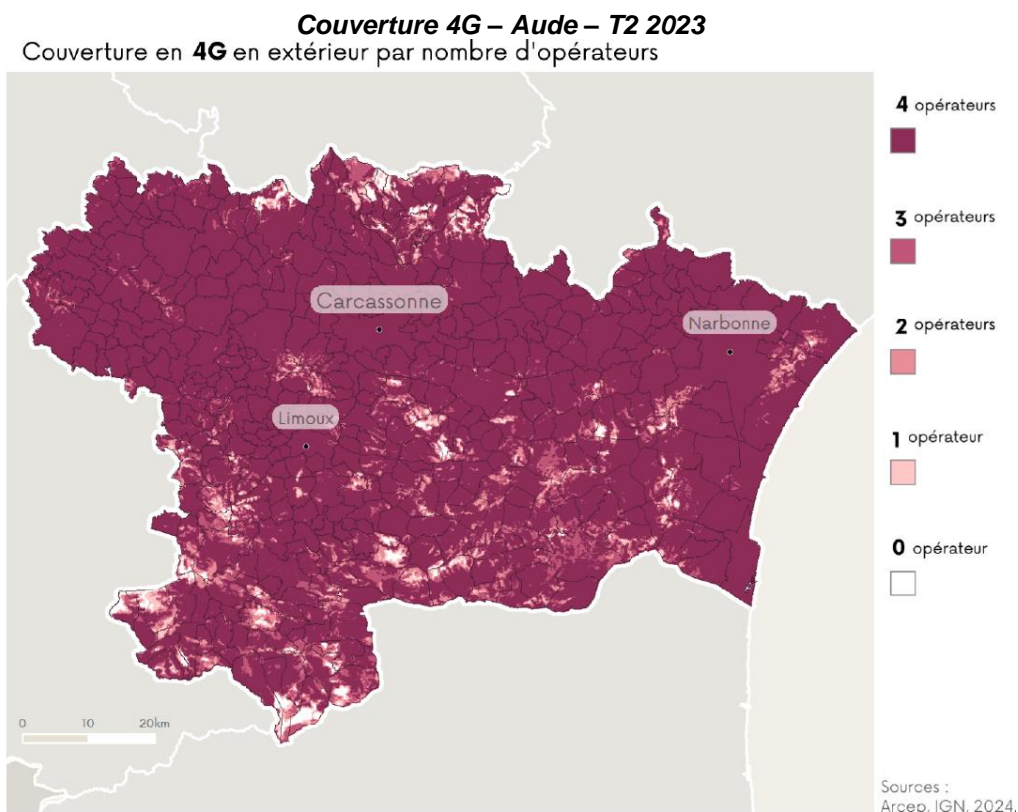 Couverture 4G – Aude – T2 2023
Couverture en 4G en extérieur par nombre d'opérateurs
4 opérateurs
3 opérateurs
2 opérateurs
1 opérateur
0 opérateur
Carcassonne
Narbonne
Limoux
0 10 20km
Sources :
Arcep, IGN, 2024.